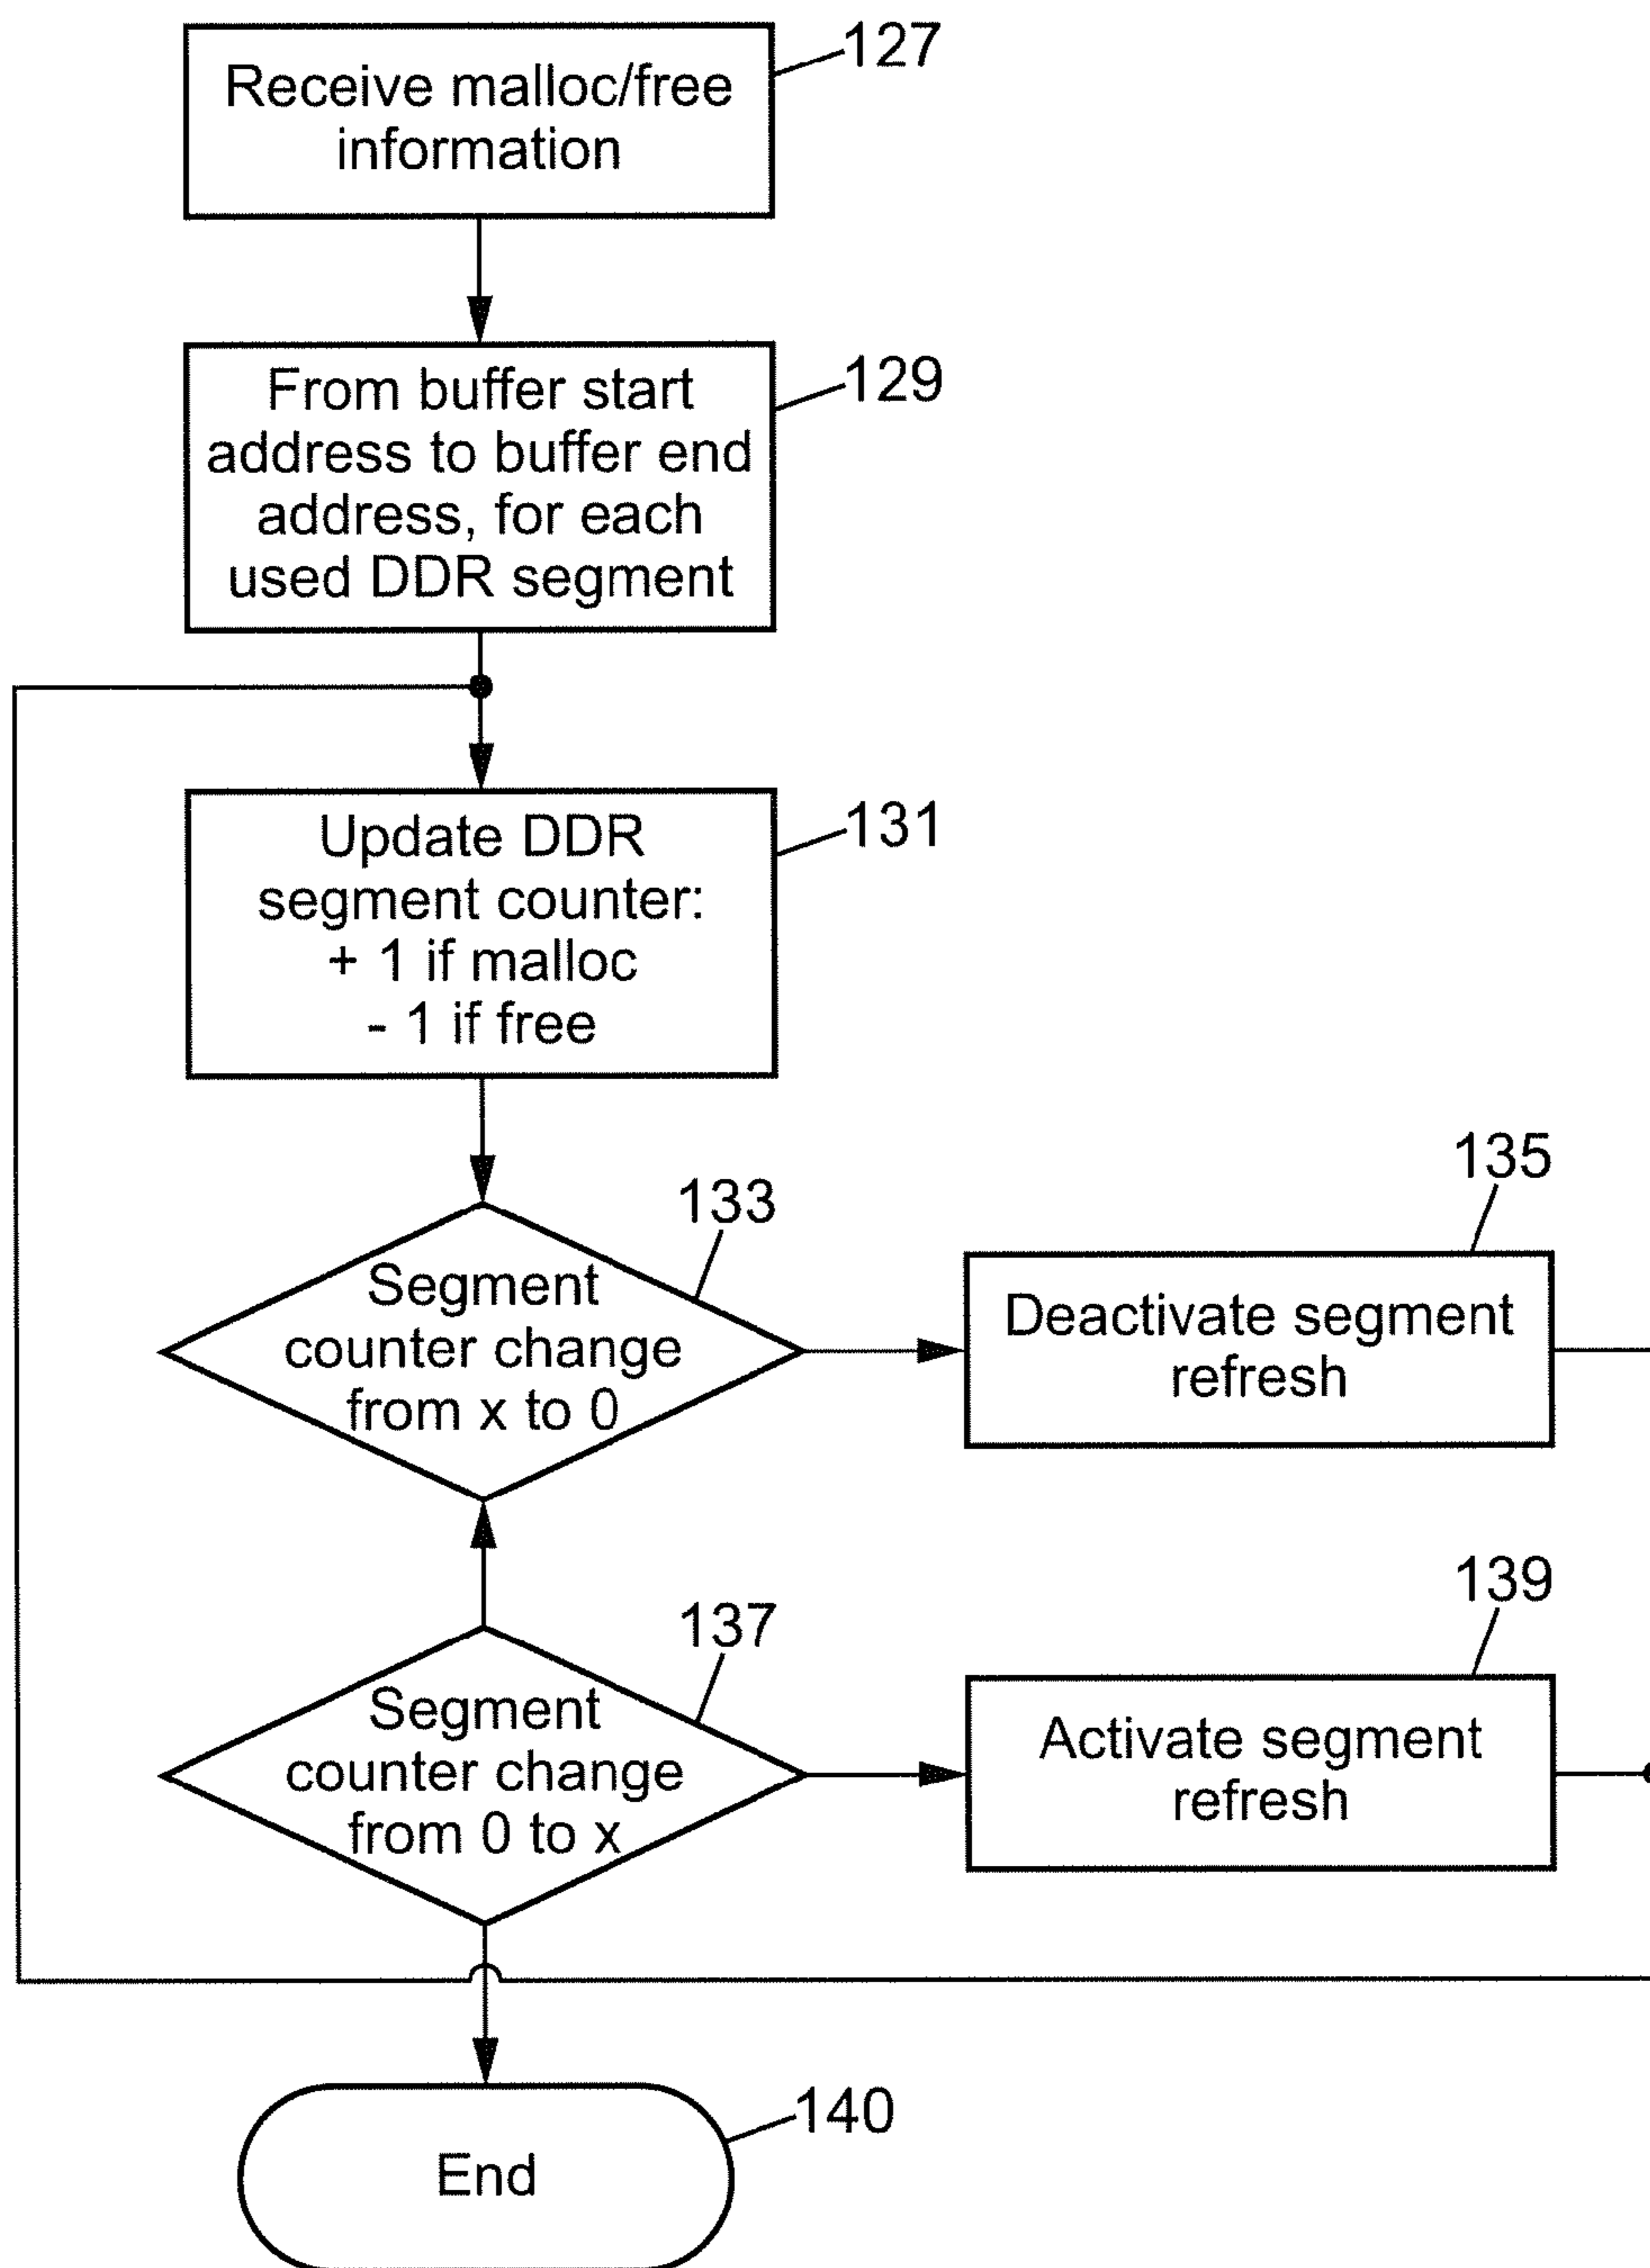 Receive malloc/free
information
127
From buffer start
address to buffer end
address, for each
used DDR segment
129
Update DDR
segment counter:
+ 1 if malloc
- 1 if free
131
Segment
counter change
from x to 0
133
Deactivate segment
refresh
135
Segment
counter change
from 0 to x
137
Activate segment
refresh
139
End
140